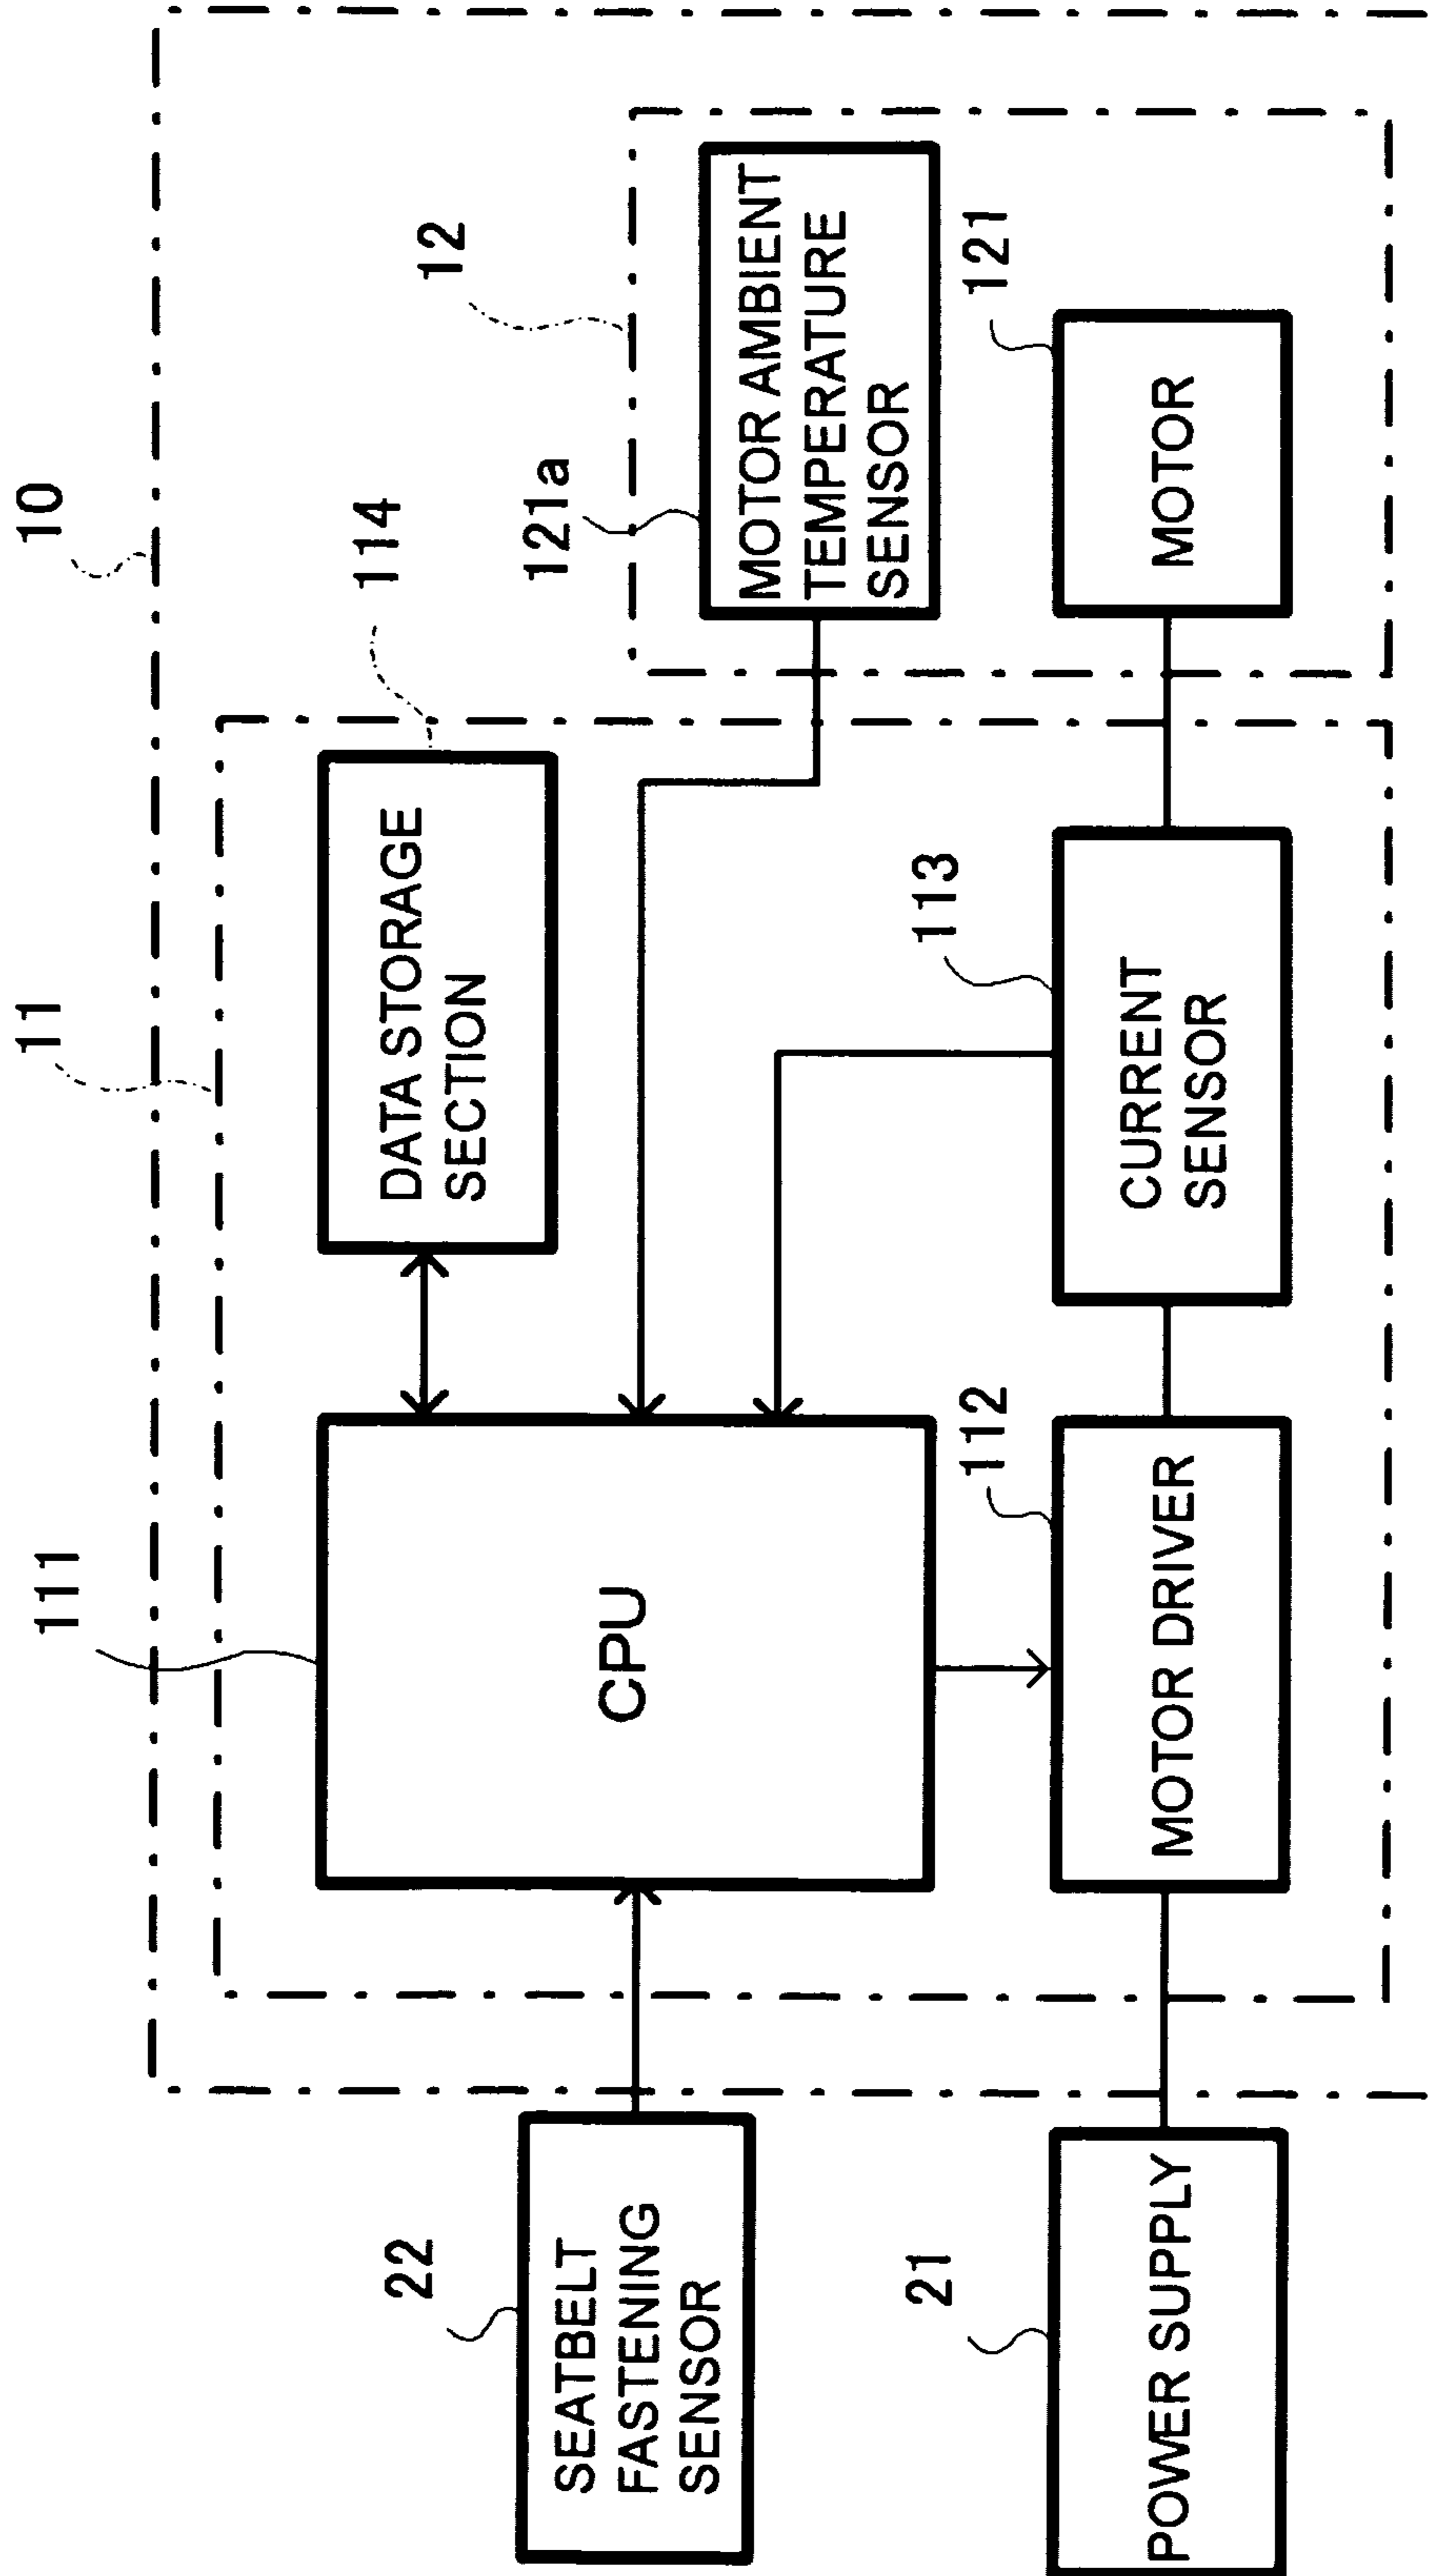 10
11
111
12
114
121a
DATA STORAGE
SECTION
CPU
MOTOR AMBIENT
TEMPERATURE
SENSOR
22
SEATBELT
FASTENING
SENSOR
113
112
121
21
POWER SUPPLY
MOTOR DRIVER
CURRENT
SENSOR
MOTOR